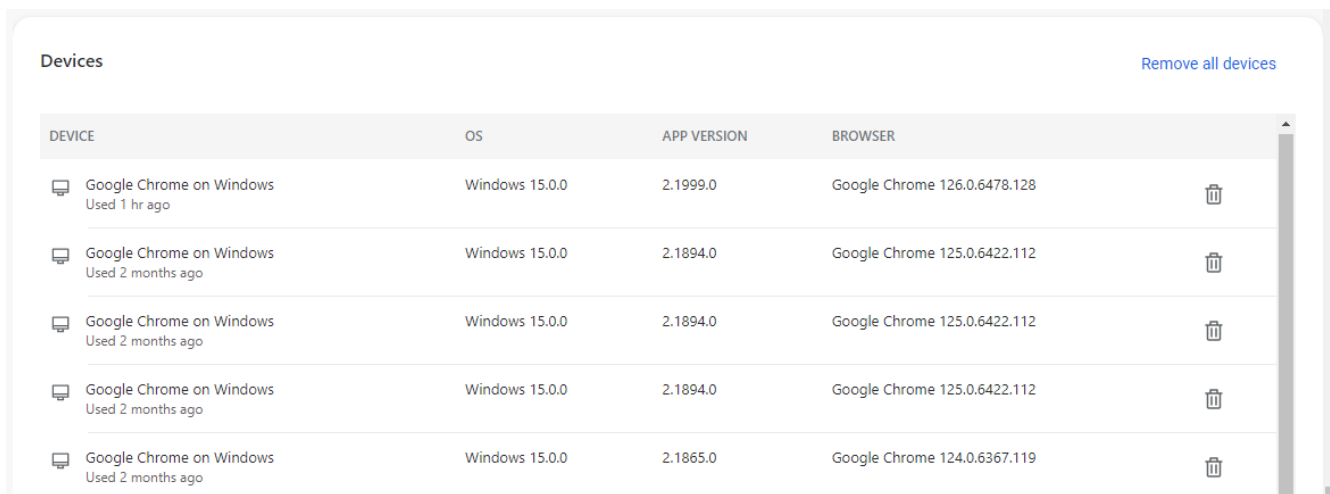 Devices
Remove all devices
DEVICE OS APP VERSION BROWSER
Google Chrome on Windows Windows 15.0.0 2.1999.0 Google Chrome 126.0.6478.128
Used 1 hr ago
Google Chrome on Windows Windows 15.0.0 2.1894.0 Google Chrome 125.0.6422.112
Used 2 months ago
Google Chrome on Windows Windows 15.0.0 2.1894.0 Google Chrome 125.0.6422.112
Used 2 months ago
Google Chrome on Windows Windows 15.0.0 2.1894.0 Google Chrome 125.0.6422.112
Used 2 months ago
Google Chrome on Windows Windows 15.0.0 2.1865.0 Google Chrome 124.0.6367.119
Used 2 months ago